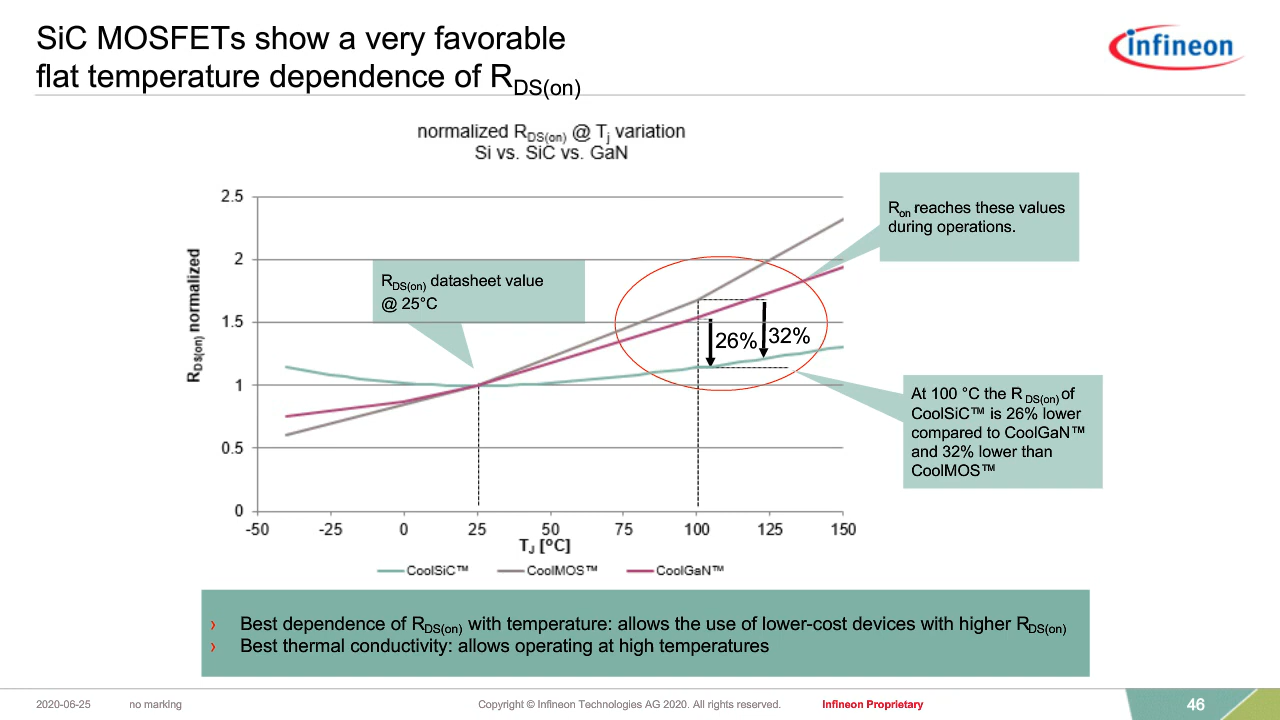 SiC MOSFETs show a very favorable
flat temperature dependence of RDS(on)
infineon
normalized RDS(on) @ Tj variation
Si vs. SiC vs. GaN
RDS(on) normalized
2.5
2
1.5
1
0.5
0
-50
-25
0
25
50
75
100
125
150
TJ [ºC]
RDS(on) datasheet value
@ 25°C
Ron reaches these values
during operations.
26%
32%
At 100 °C the R DS(on) of
CoolSiC™ is 26% lower
compared to CoolGaN™
and 32% lower than
CoolMOS™
CoolSiC™
CoolMOS™
CoolGaN™
› Best dependence of RDS(on) with temperature: allows the use of lower-cost devices with higher RDS(on)
› Best thermal conductivity: allows operating at high temperatures
2020-06-25
no marking
Copyright © Infineon Technologies AG 2020. All rights reserved.
Infineon Proprietary
46